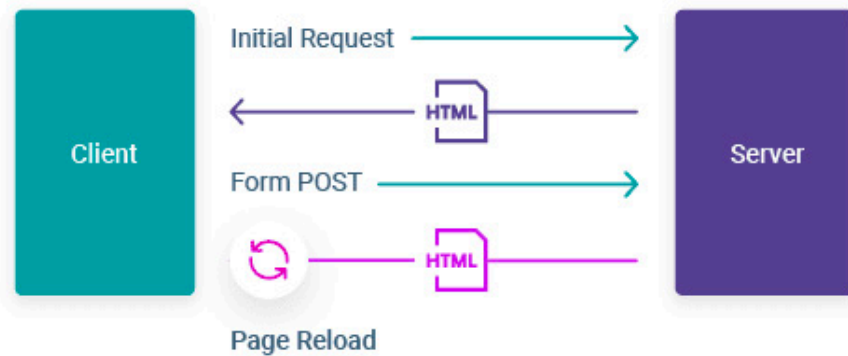 Initial Request
HTML
Client
Server
Form POST
HTML
Page Reload